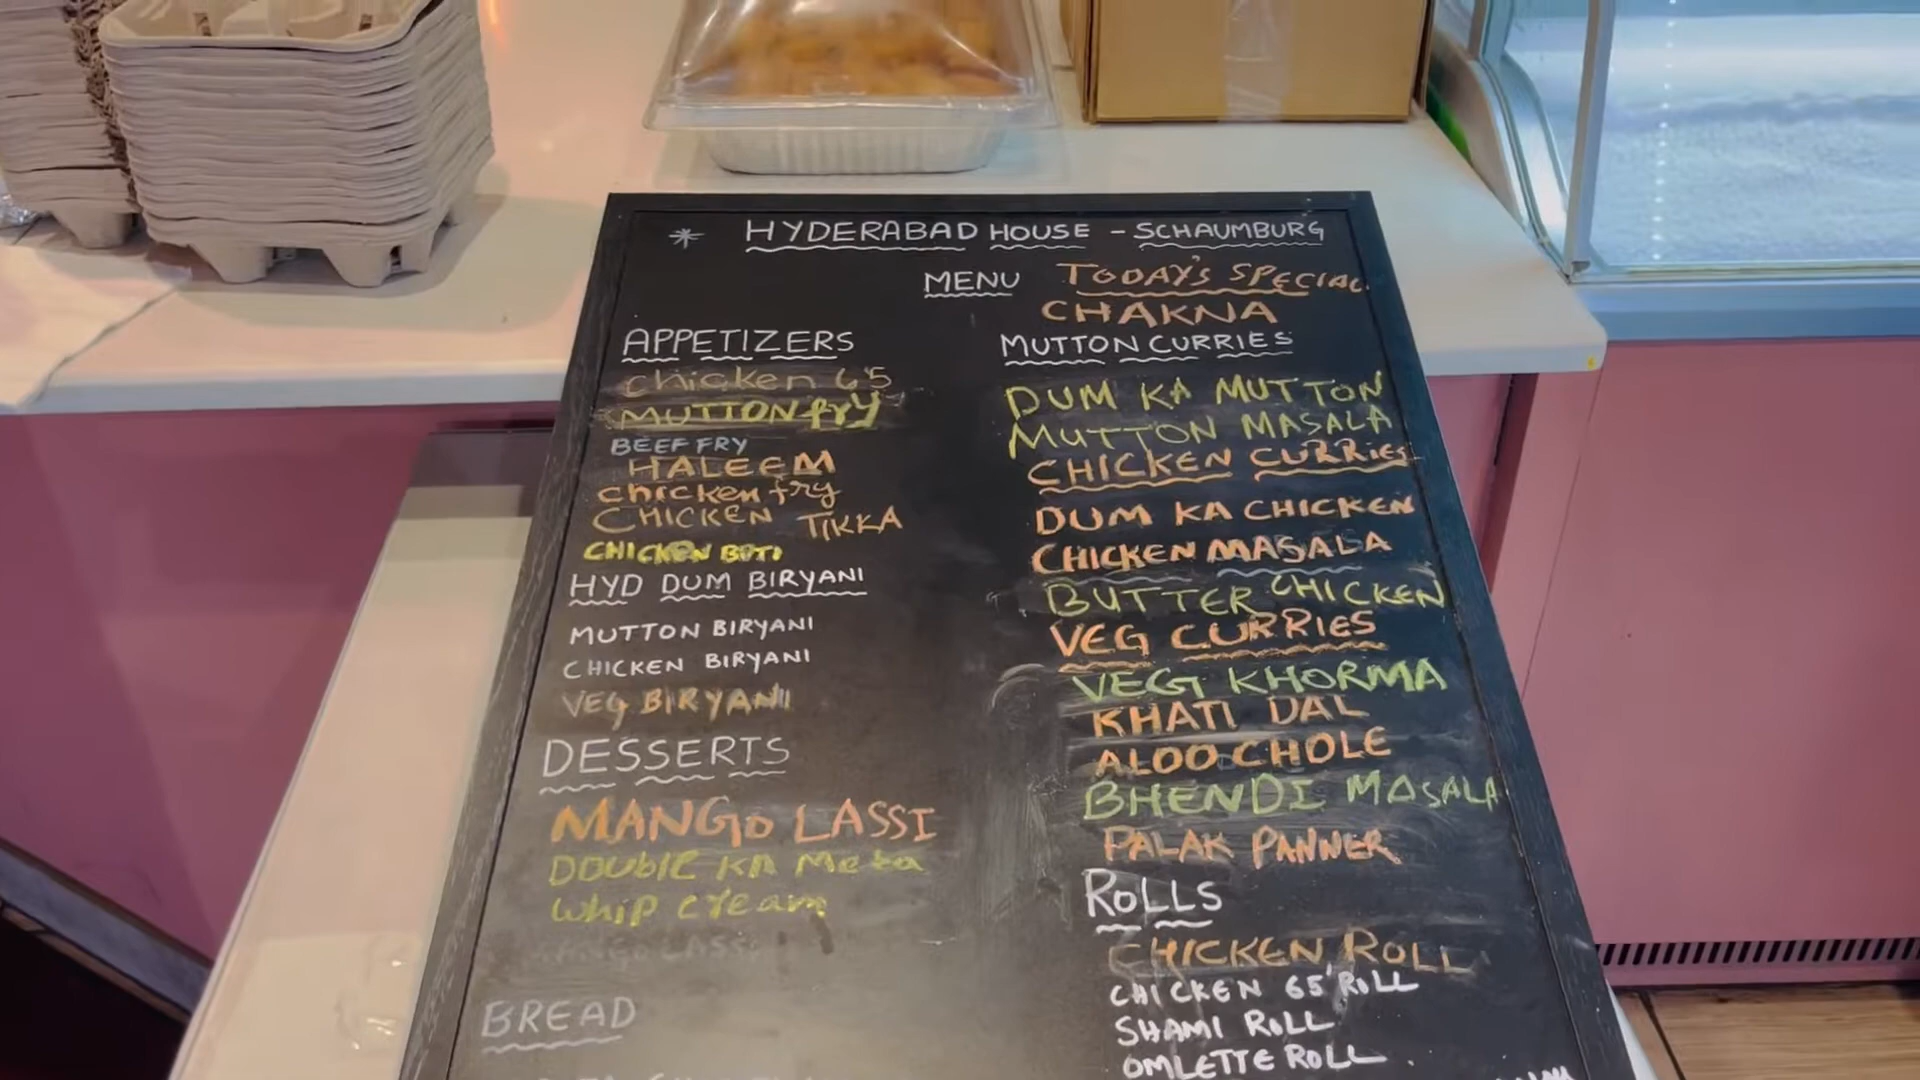 * HYDERABAD HOUSE - SCHAUMBURG
MENU
TODAY'S SPECIAL
CHAKNA
APPETIZERS
Chicken 65
MUTTON fry
BEEF FRY
HALEEM
Chicken fry
CHICKEN TIKKA
CHICKEN BOTI
HYD DUM BIRYANI
MUTTON BIRYANI
CHICKEN BIRYANI
VEG BIRYANI
DESSERTS
MANGO LASSI
DOUBLE KA Meta
Whip cream
MANGO LASSI
BREAD
MUTTON CURRIES
DUM KA MUTTON
MUTTON MASALA
CHICKEN CURRIES
DUM KA CHICKEN
CHICKEN MASALA
BUTTER CHICKEN
VEG CURRIES
VEG KHORMA
KHATI DAL
ALOO CHOLE
BHENDI MASALA
PALAK PANNER
ROLLS
CHICKEN ROLL
CHICKEN 65 ROLL
SHAMI ROLL
OMLETTE ROLL